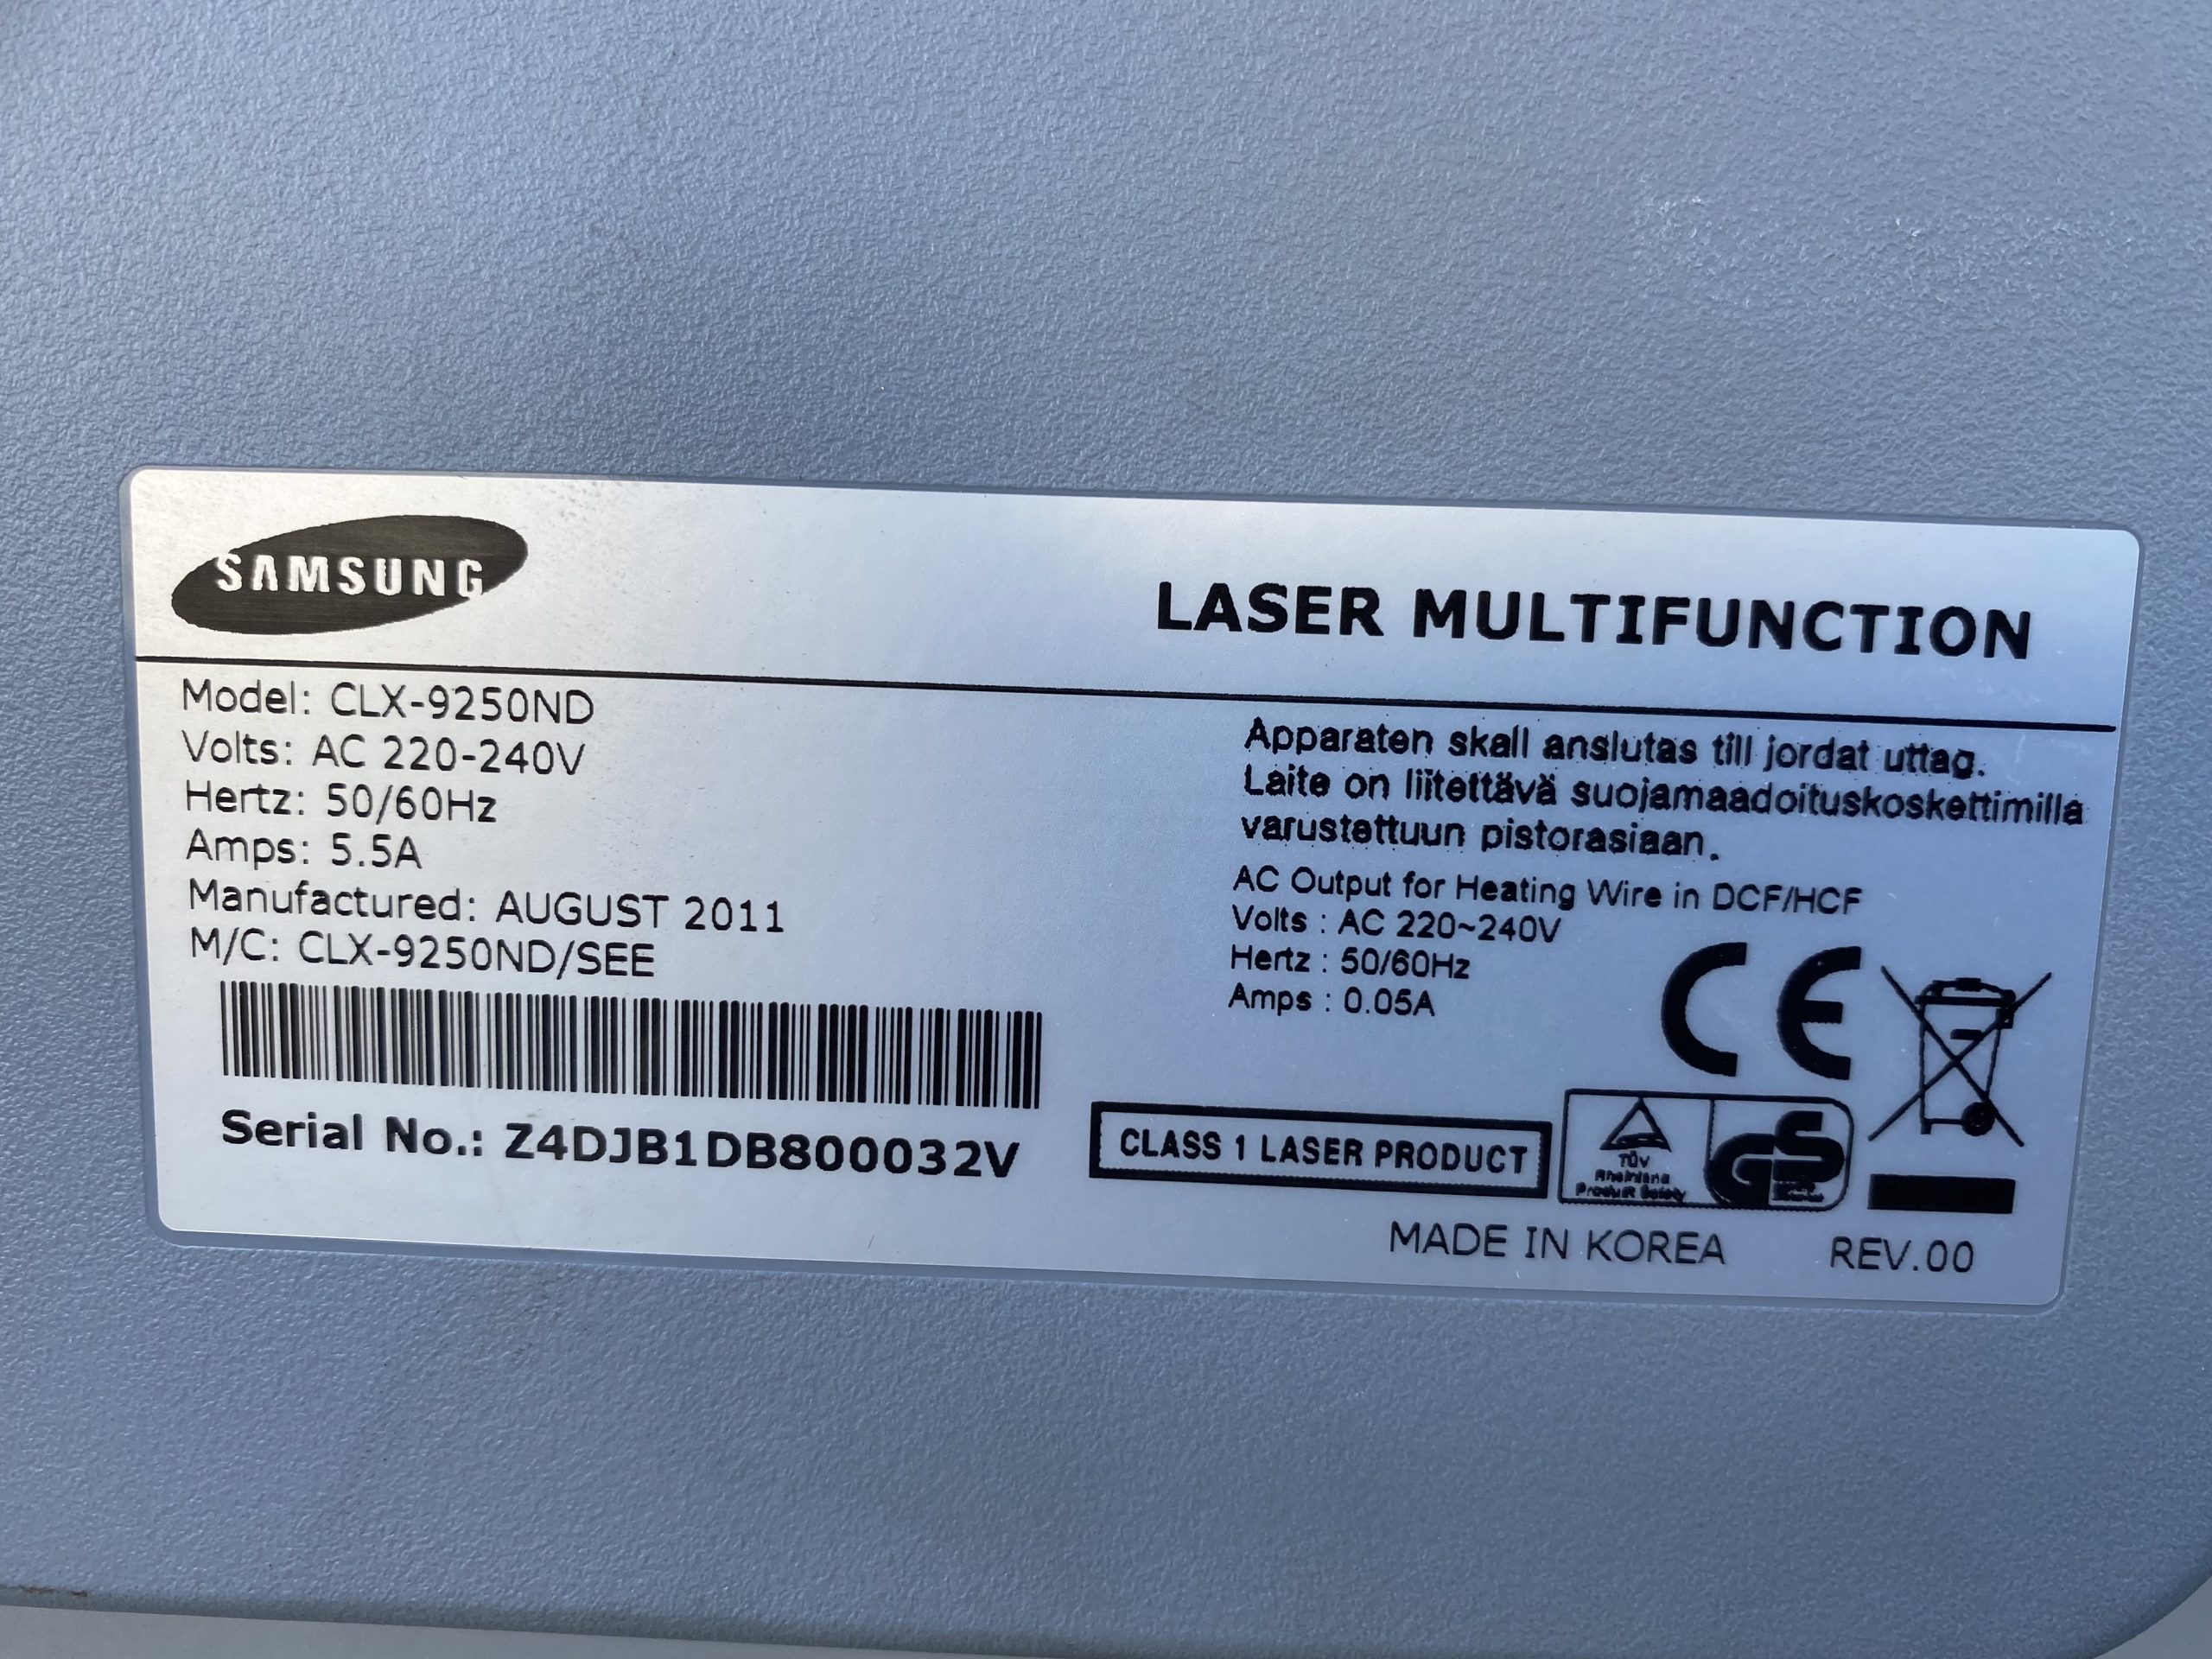 SAMSUNG
LASER MULTIFUNCTION
Model: CLX-9250ND
Volts: AC 220-240V
Hertz: 50/60Hz
Amps: 5.5A
Manufactured: AUGUST 2011
M/C: CLX-9250ND/SEE
Serial No.: Z4DJB1DB800032V
Apparaten skall anslutas till jordat uttag.
Laite on liitettävä suojamaadoituskoskettimilla
varustettuun pistorasiaan.
AC Output for Heating Wire in DCF/HCF
Volts : AC 220~240V
Hertz : 50/60Hz
Amps : 0.05A
CE
CLASS 1 LASER PRODUCT
TÜV
Rheinland
Product Safety
GS
MADE IN KOREA
REV.00